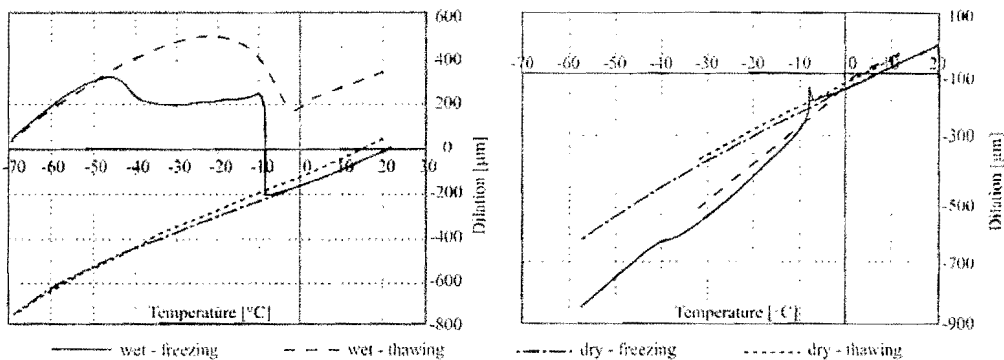 600
400
200
0
-200
-400
-600
-800
-70 -60 -50 -40 -30 -20 -10 0 10 20 30
Dilation [µm]
Temperature [°C]
100
-100
-300
-500
-700
-900
-60 -50 -40 -30 -20 -10 0 10 20
Dilation [µm]
Temperature [°C]
wet - freezing wet - thawing dry - freezing dry - thawing